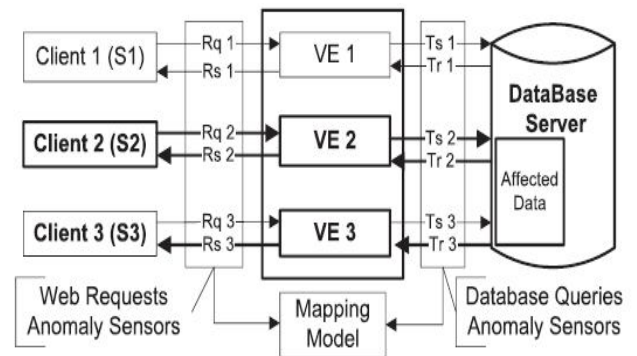 Client 1 (S1)
Rq 1
Rs 1
VE 1
Ts 1
Tr 1
DataBase
Server
Client 2 (S2)
Rq 2
Rs 2
VE 2
Ts 2
Tr 2
Affected
Data
Client 3 (S3)
Rq 3
Rs 3
VE 3
Ts 3
Tr 3
Web Requests
Anomaly Sensors
Mapping
Model
Database Queries
Anomaly Sensors